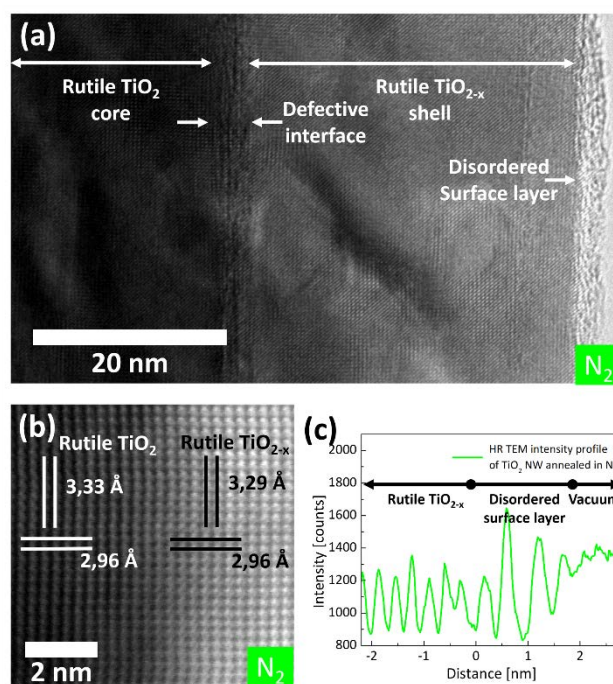 (a)
Rutile TiO2
core
Rutile TiO2-x
shell
Defective
interface
Disordered
Surface layer
20 nm
N2
(b)
Rutile TiO2
Rutile TiO2-x
3,33 Å
3,29 Å
2,96 Å
2,96 Å
2 nm
N2
(c)
2000
1800
1600
1400
1200
1000
800
Intensity [counts]
HR TEM intensity profile
of TiO2 NW annealed in N
Rutile TiO2-x
Disordered
surface layer
Vacuum
-2
-1
0
1
2
Distance [nm]